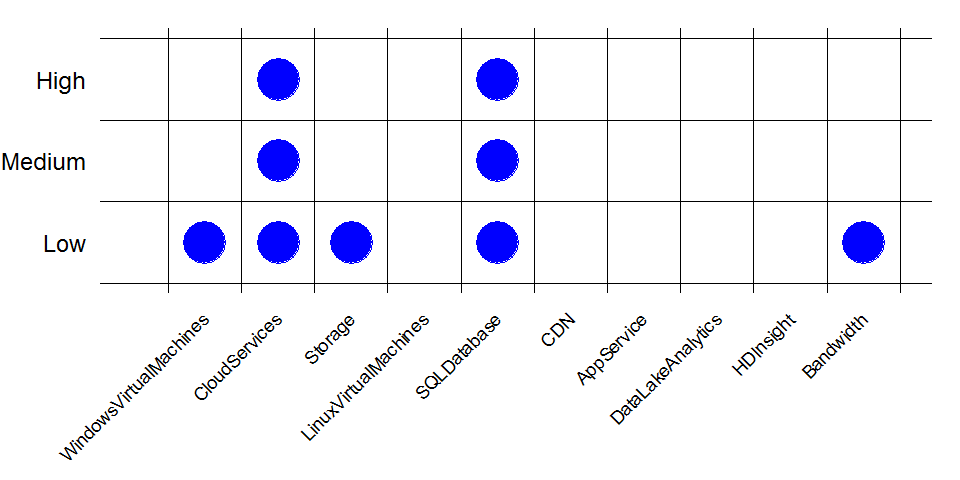 High
Medium
Low
WindowsVirtualMachines
CloudServices
Storage
LinuxVirtualMachines
SQLDatabase
CDN
AppService
DataLakeAnalytics
HDInsight
Bandwidth